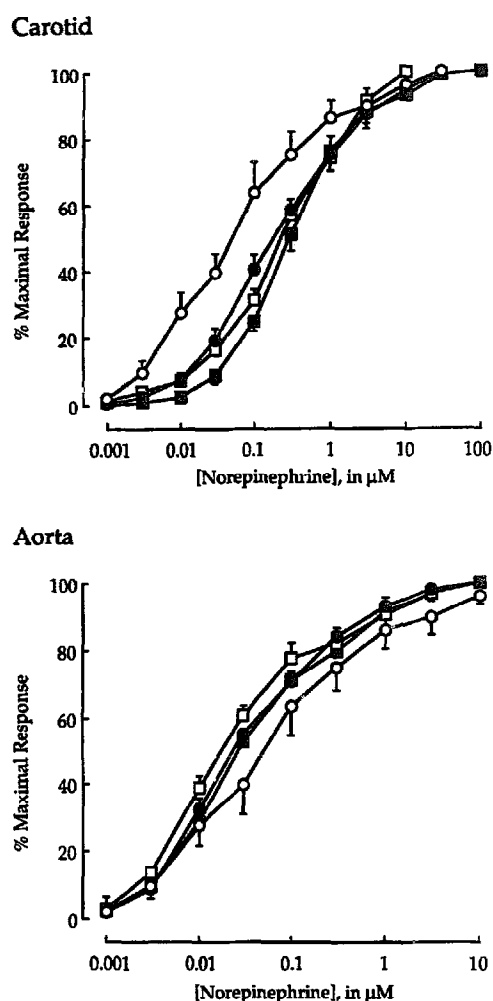 Carotid
100
80
60
40
20
0
% Maximal Response
0.001 0.01 0.1 1 10 100
[Norepinephrine], in μM
Aorta
100
80
60
40
20
0
% Maximal Response
0.001 0.01 0.1 1 10
[Norepinephrine], in μM